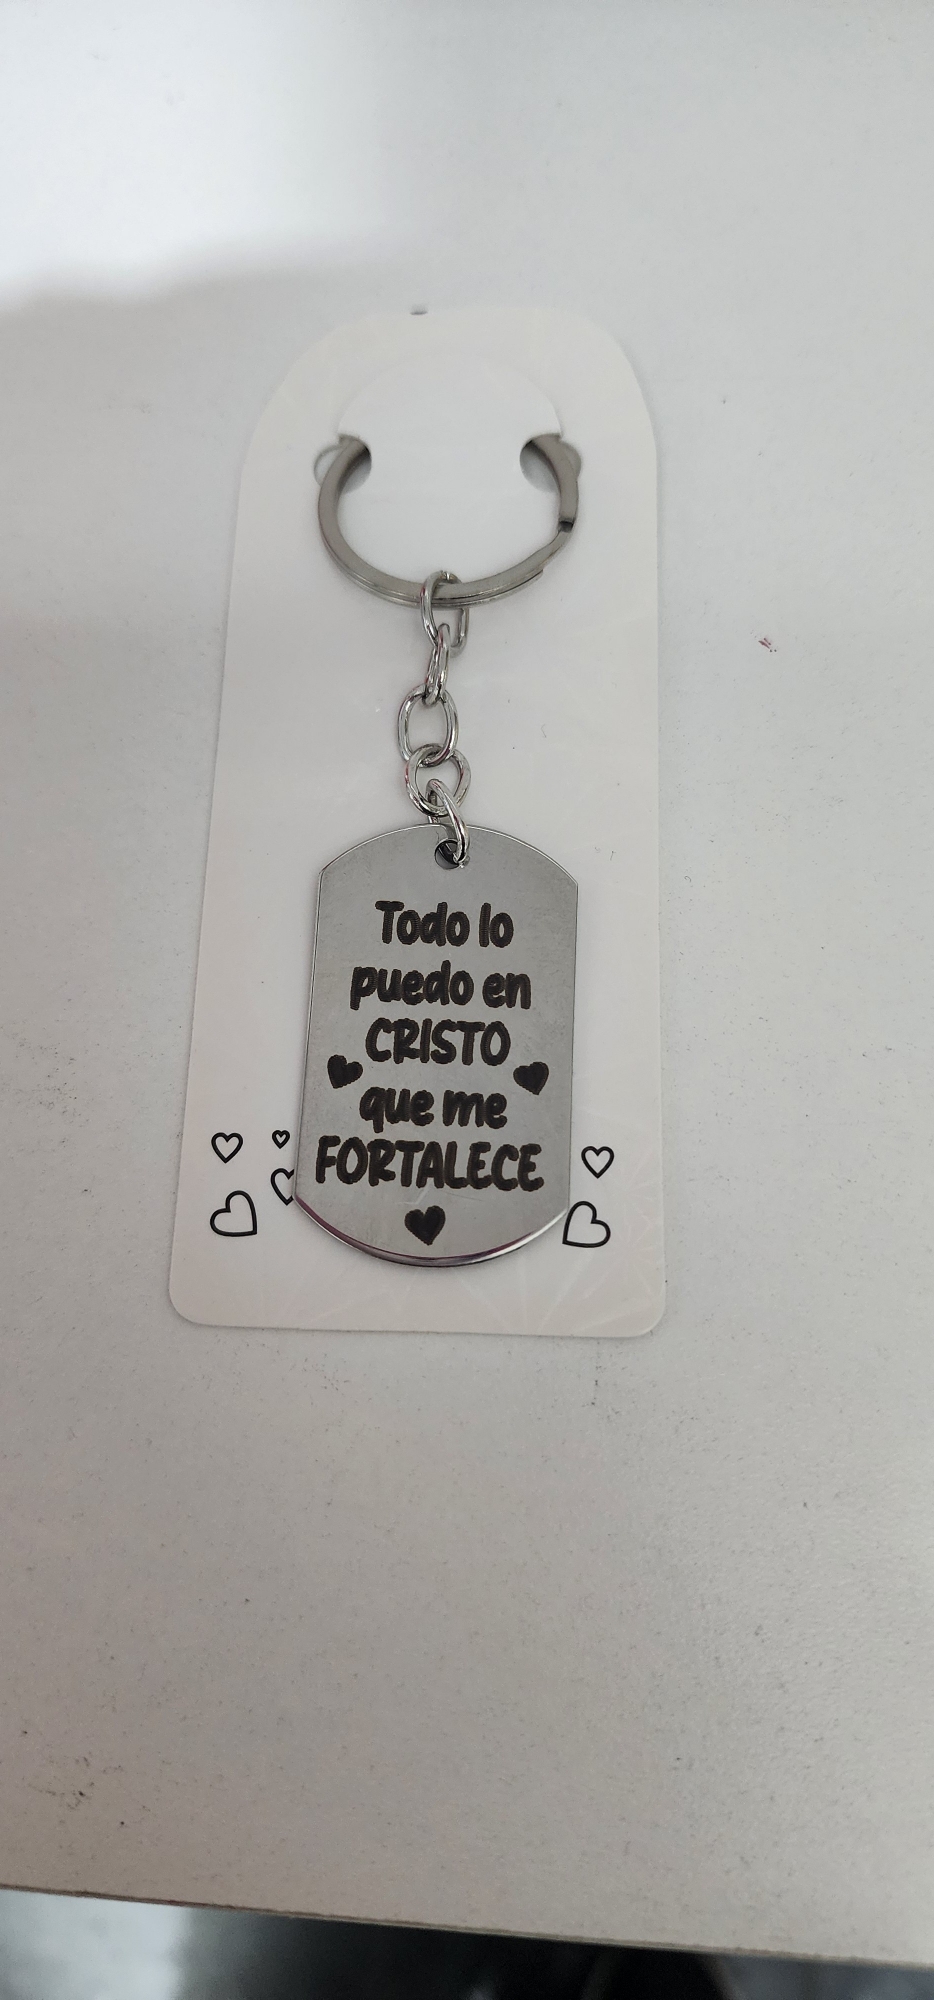 Todo lo
puedo en
CRISTO
que me
FORTALECE